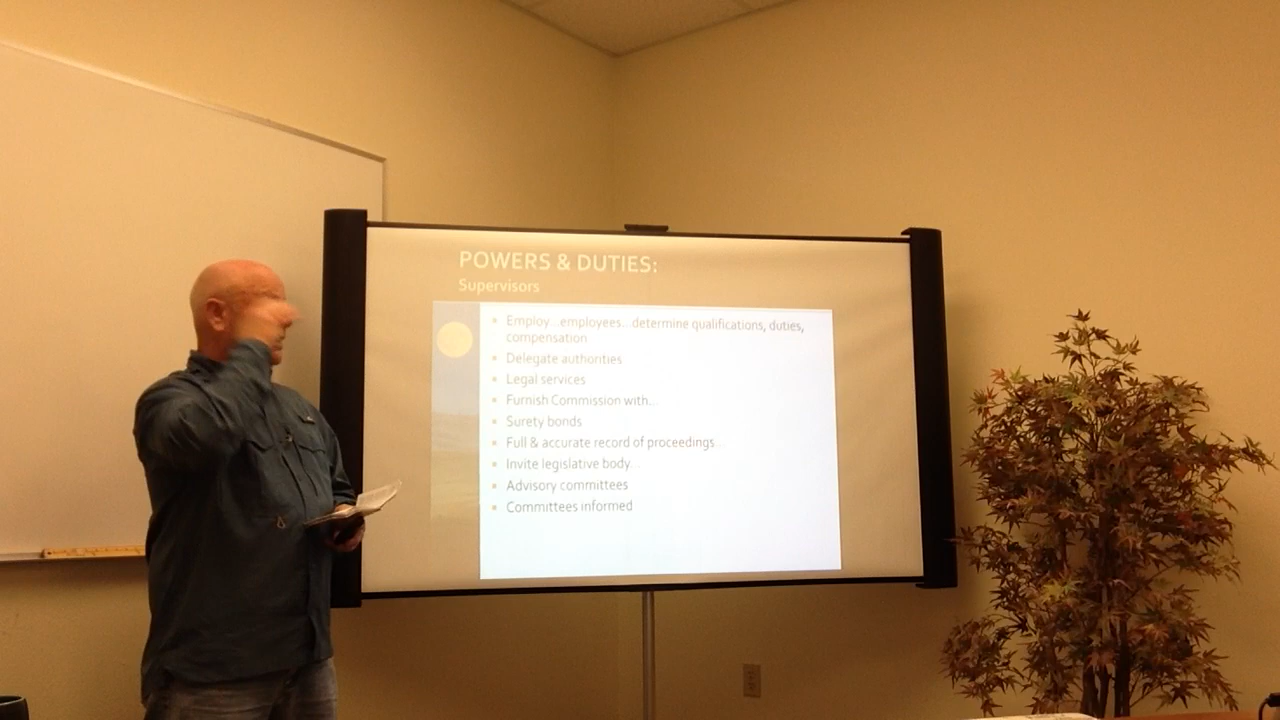 POWERS & DUTIES:
Supervisors
Employ...employees...determine qualifications, duties,
compensation
Delegate authorities
Legal services
Furnish Commission with...
Surety bonds
Full & accurate record of proceedings...
Invite legislative body...
Advisory committees
Committees informed